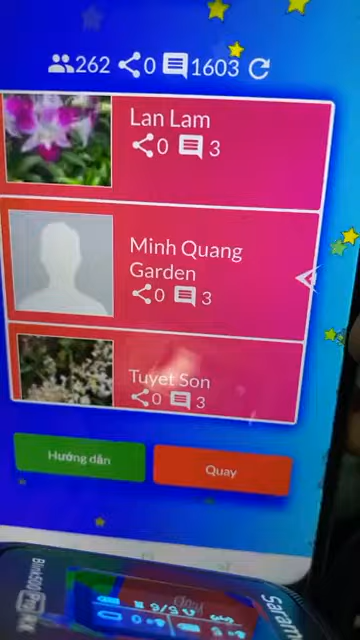 262 0 1603
Lan Lam
0 3
Minh Quang
Garden
0 3
Tuyet Son
0 3
Hướng dẫn
Quay
Blink500